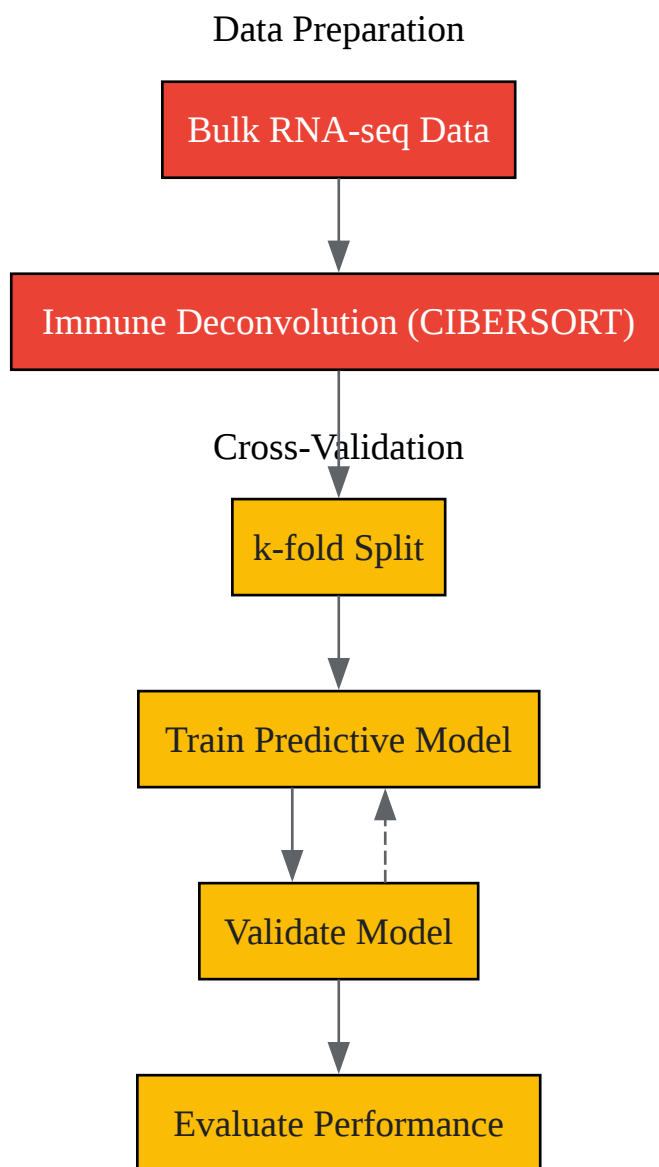 Data Preparation
Bulk RNA-seq Data
Immune Deconvolution (CIBERSORT)
Cross-Validation
k-fold Split
Train Predictive Model
Validate Model
Evaluate Performance